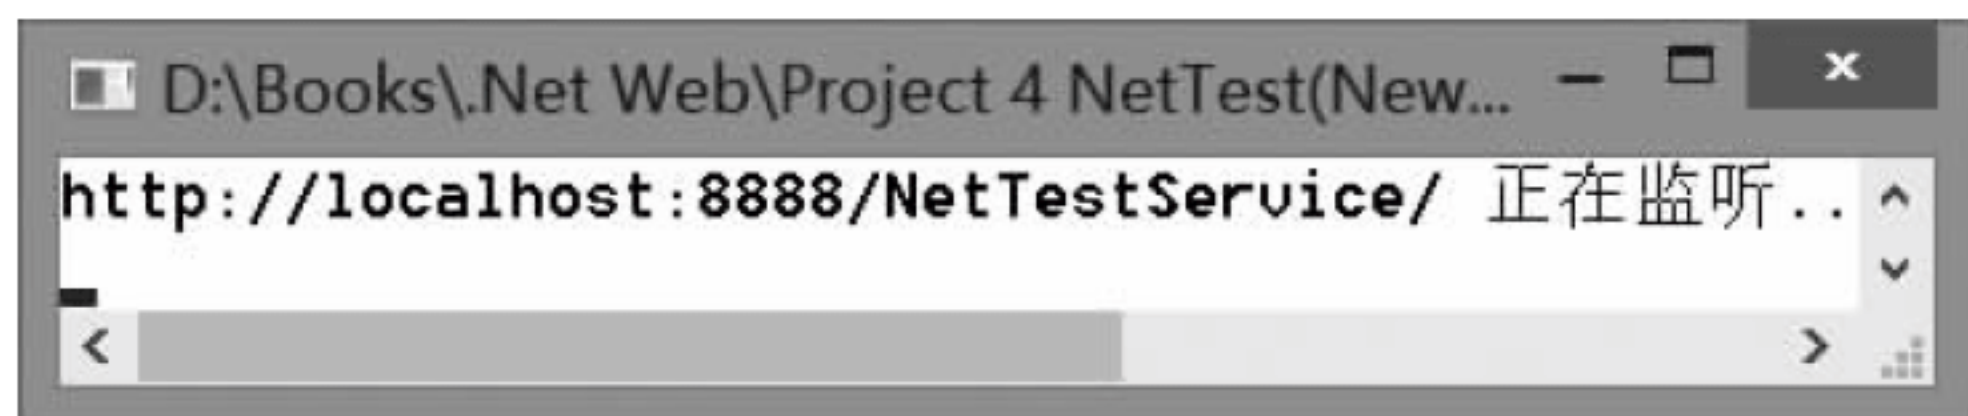 D:\Books\.Net Web\Project 4 NetTest(New...
http://localhost:8888/NetTestService/ 正在监听..